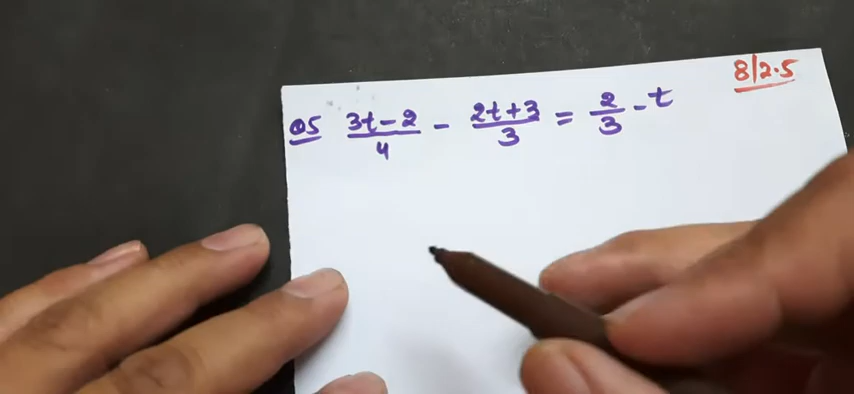 8/2.5
Q5 (3t-2)/4 - (2t+3)/3 = 2/3 - t